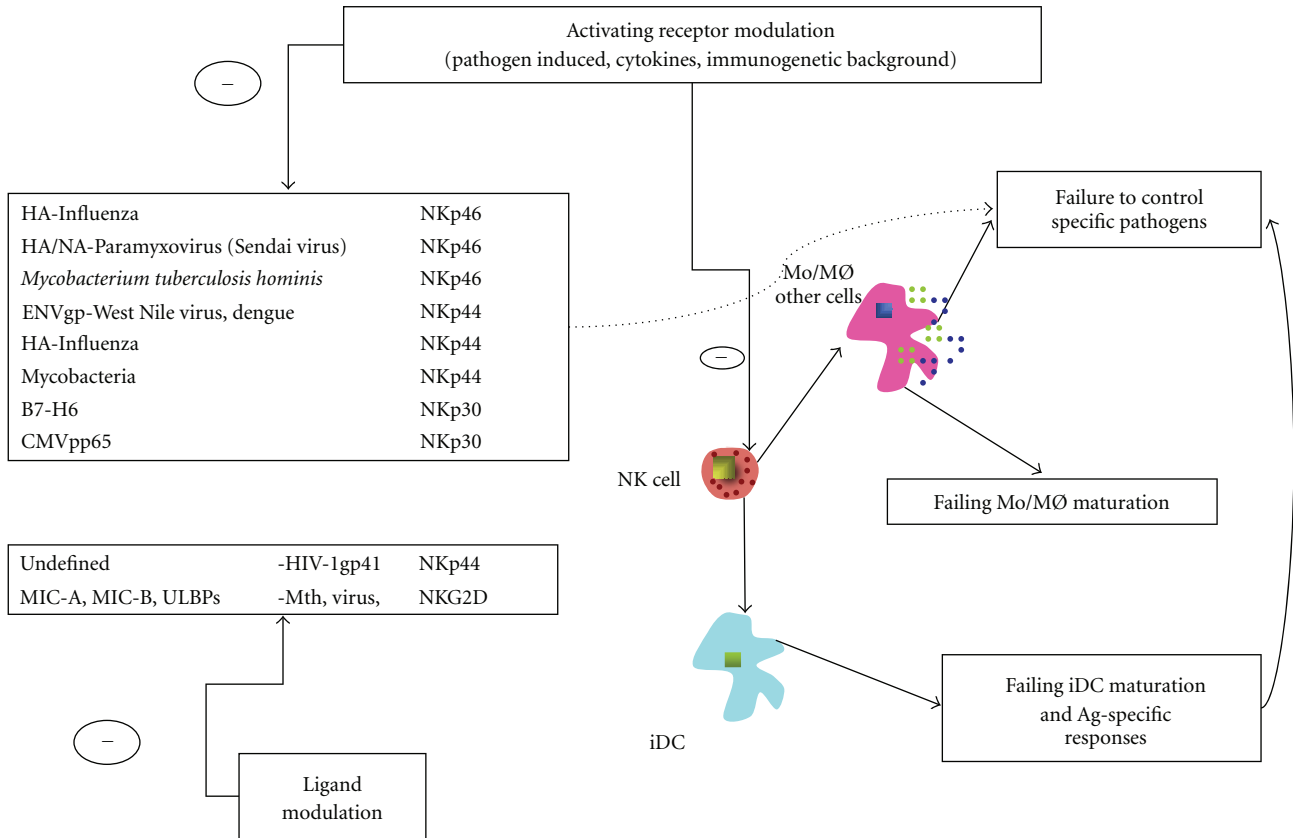 Activating receptor modulation
(pathogen induced, cytokines, immunogenetic background)
−
HA-Influenza NKp46
HA/NA-Paramyxovirus (Sendai virus) NKp46
Mycobacterium tuberculosis hominis NKp46
ENVgp-West Nile virus, dengue NKp44
HA-Influenza NKp44
Mycobacteria NKp44
B7-H6 NKp30
CMVpp65 NKp30
Failure to control
specific pathogens
Mo/MØ
other cells
−
NK cell
Failing Mo/MØ maturation
Undefined -HIV-1gp41 NKp44
MIC-A, MIC-B, ULBPs -Mth, virus, NKG2D
iDC
Failing iDC maturation
and Ag-specific
responses
−
Ligand
modulation